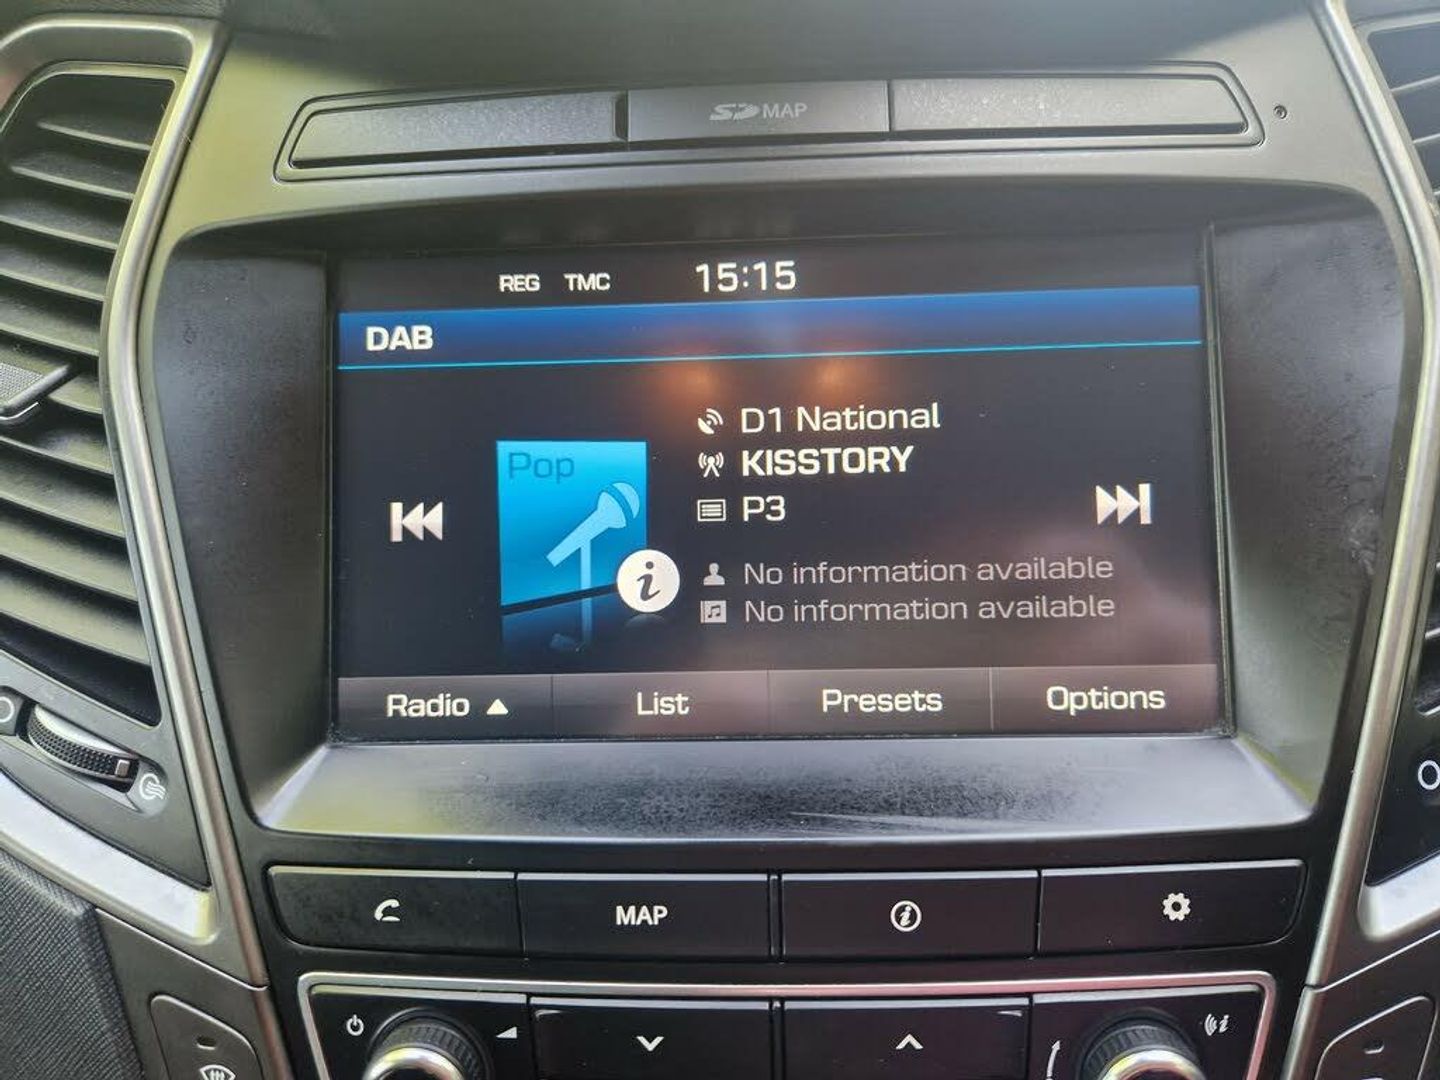 SD MAP
REG TMC 15:15
DAB
D1 National
Pop
KISSTORY
P3
No information available
No information available
Radio ▲ List Presets Options
MAP